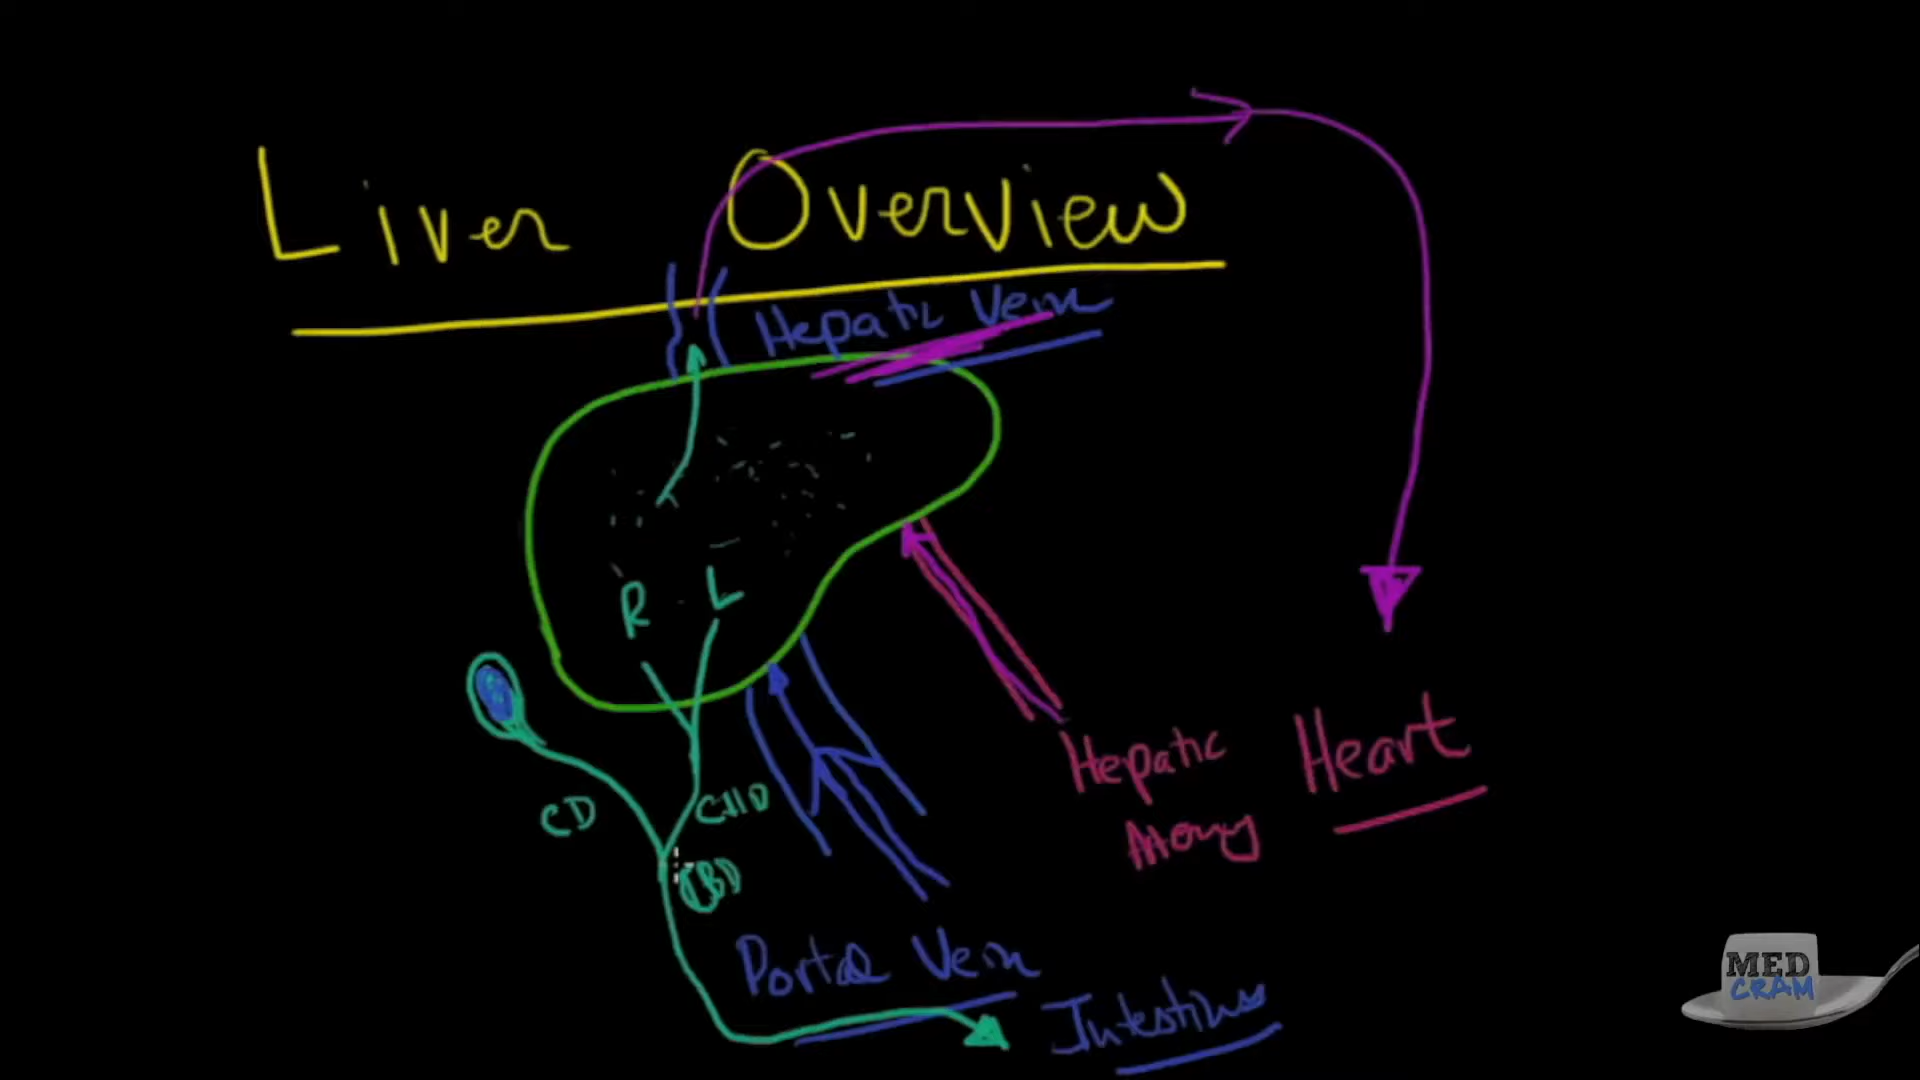 Liver Overview
Hepatic Vein
R L
CD
CHD
CBD
Hepatic
Artery
Heart
Portal Vein
Intestines
MED
CRAM